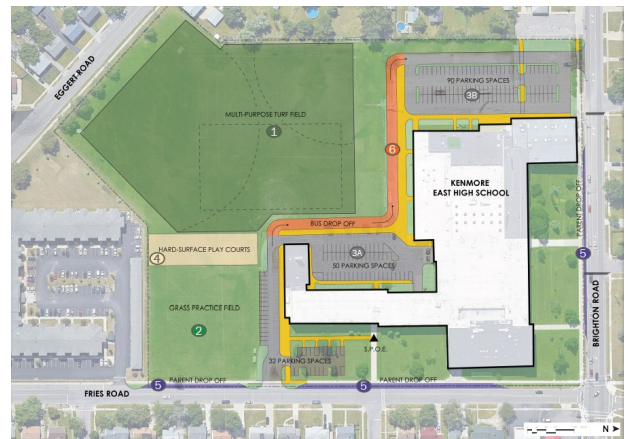 EGGERT ROAD
90 PARKING SPACES
3B
MULTI-PURPOSE TURF FIELD
1
6
KENMORE
EAST HIGH SCHOOL
PARENT DROP OFF
BUS DROP OFF
HARD-SURFACE PLAY COURTS
4
3A
50 PARKING SPACES
5
BRIGHTON ROAD
GRASS PRACTICE FIELD
2
S.P.O.E.
32 PARKING SPACES
PARENT DROP OFF
5
PARENT DROP OFF
5
FRIES ROAD
N